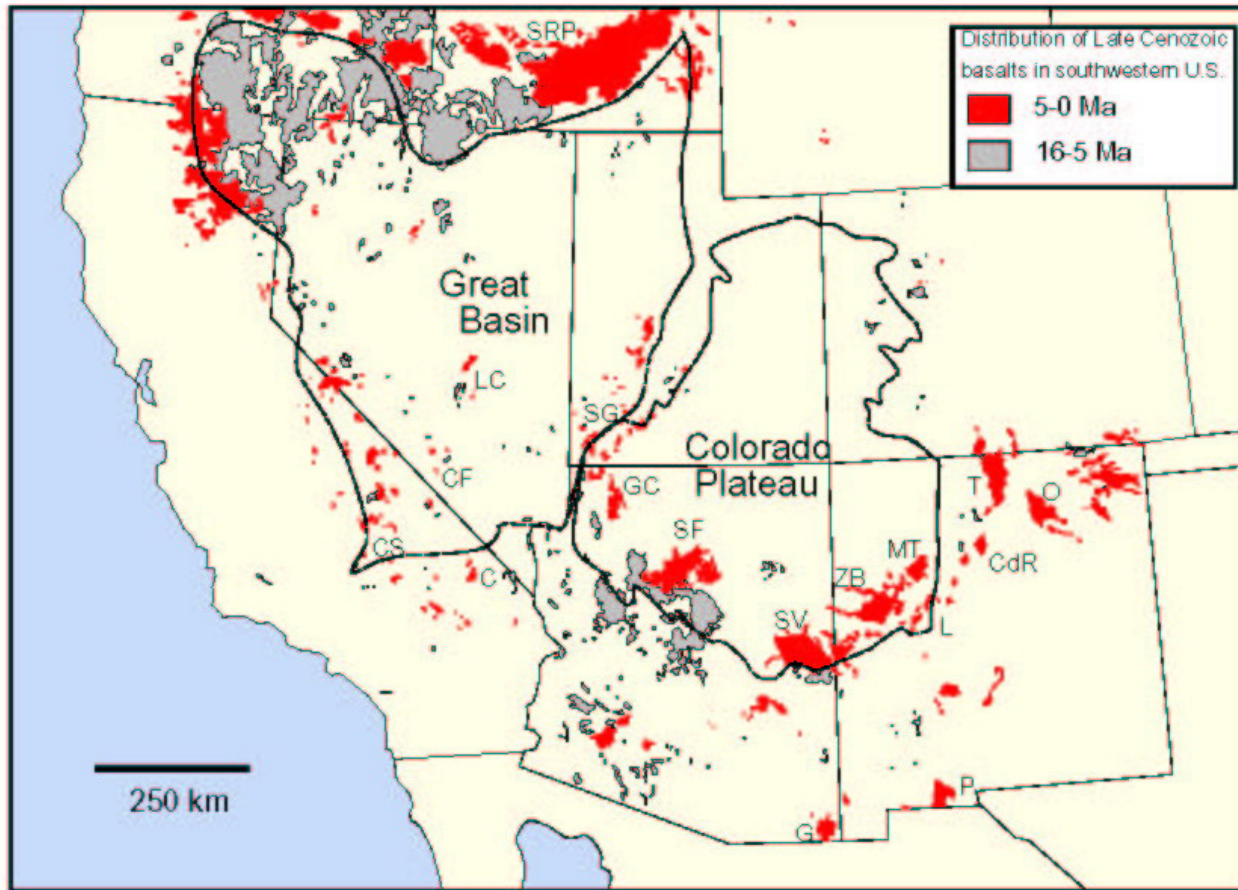 SRP
Distribution of Late Cenozoic
basalts in southwestern U.S.
5-0 Ma
16-5 Ma
Great
Basin
LC
SG
Colorado
Plateau
CF
GC
T
O
SF
MT
CdR
CS
C
ZB
SV
L
250 km
P
G